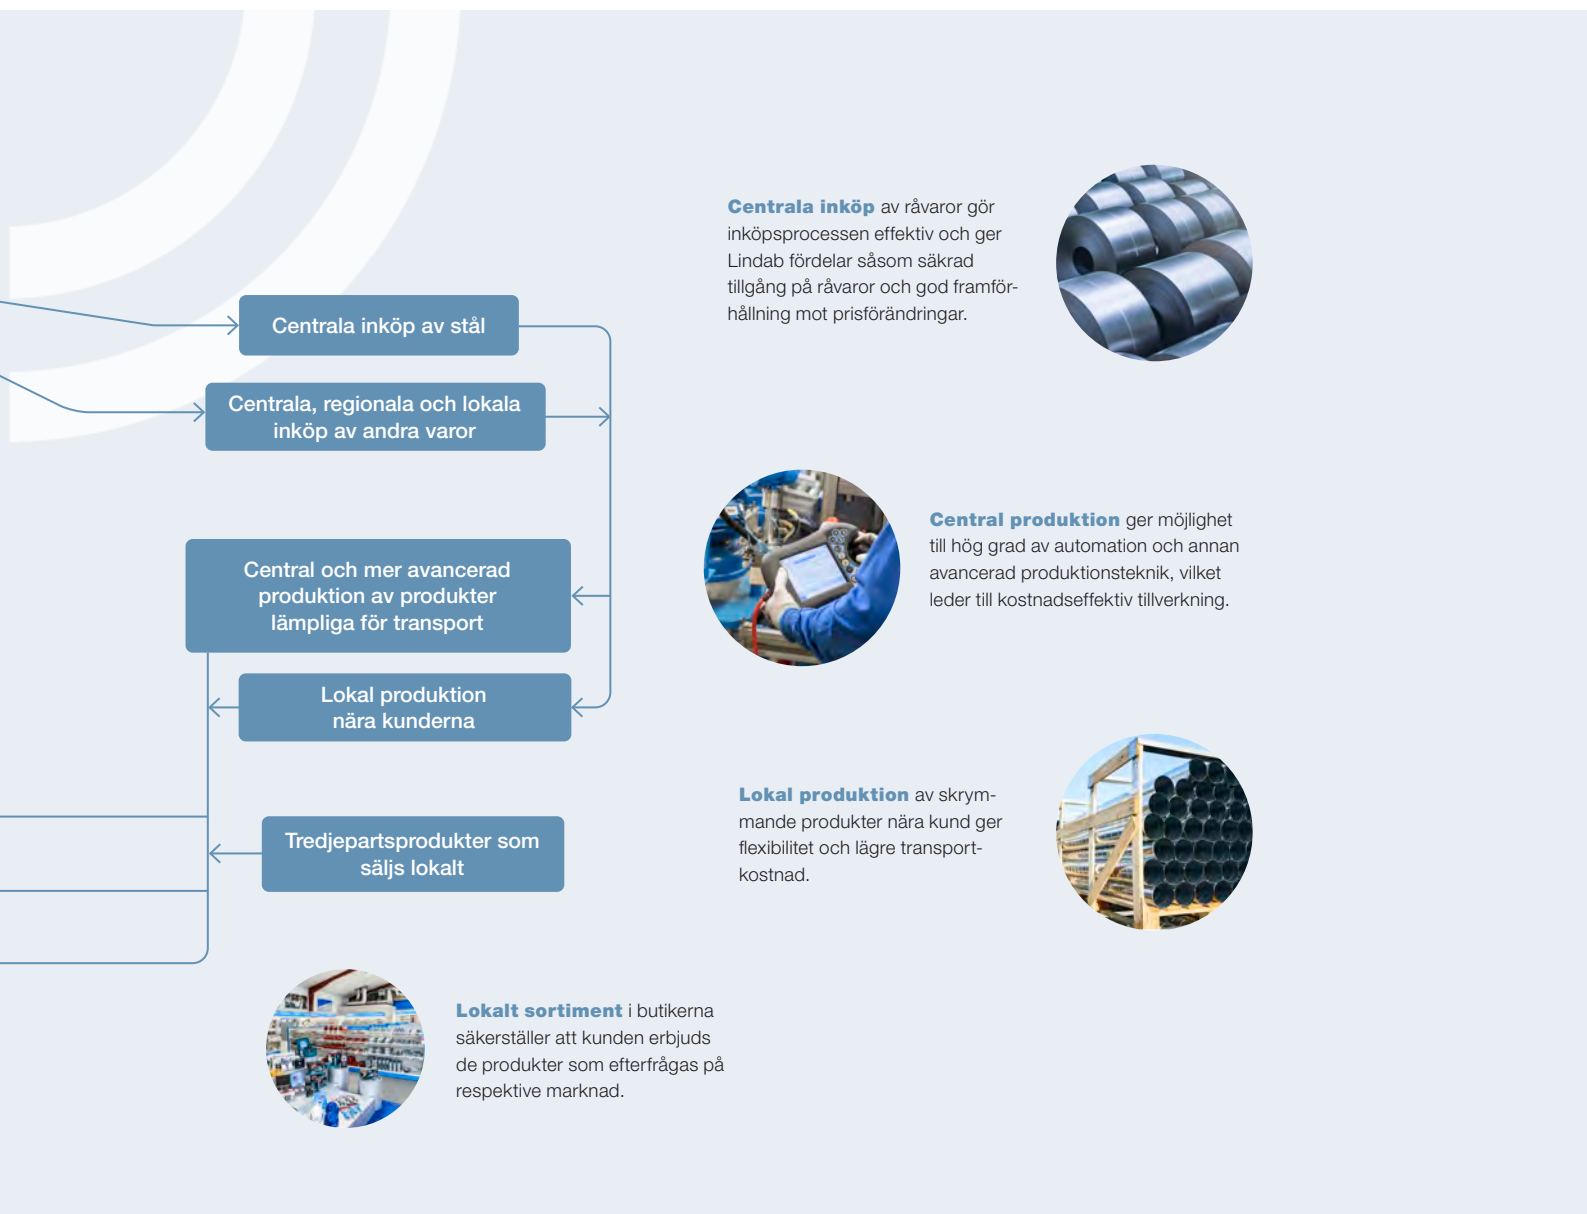 Centrala inköp av råvaror gör
inköpsprocessen effektiv och ger
Lindab fördelar såsom säkrad
tillgång på råvaror och god framför-
hållning mot prisförändringar.
Centrala inköp av stål
Centrala, regionala och lokala
inköp av andra varor
Central produktion ger möjlighet
till hög grad av automation och annan
avancerad produktionsteknik, vilket
leder till kostnadseffektiv tillverkning.
Central och mer avancerad
produktion av produkter
lämpliga för transport
Lokal produktion
nära kunderna
Lokal produktion av skrym-
mande produkter nära kund ger
flexibilitet och lägre transport-
kostnad.
Tredjepartsprodukter som
säljs lokalt
Lokalt sortiment i butikerna
säkerställer att kunden erbjuds
de produkter som efterfrågas på
respektive marknad.